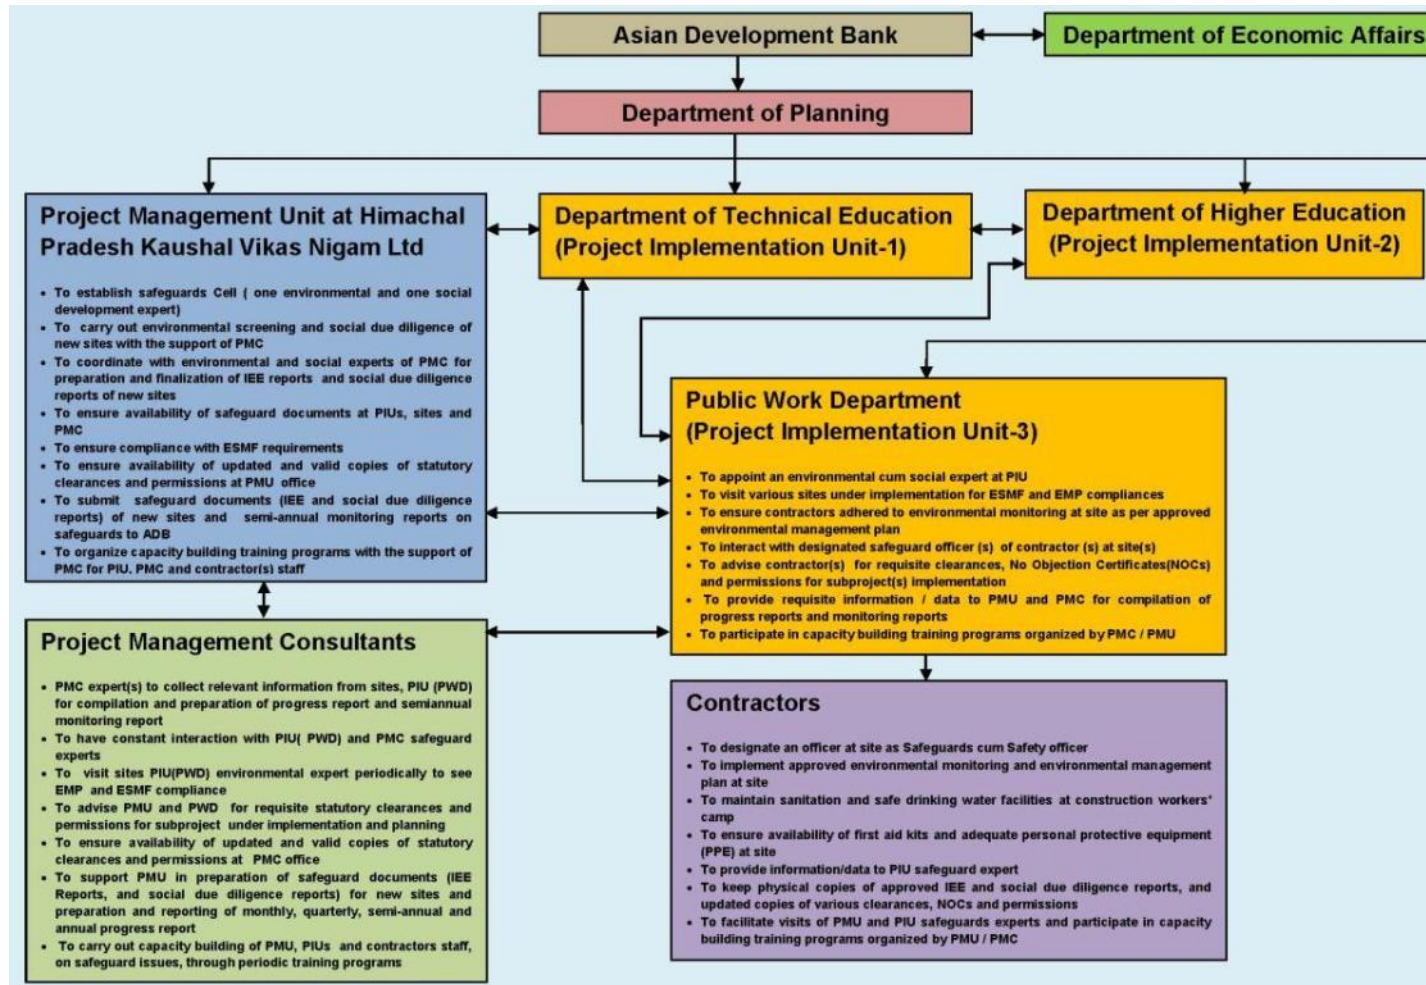 Asian Development Bank
Department of Economic Affairs
Department of Planning
Project Management Unit at Himachal
Pradesh Kaushal Vikas Nigam Ltd
• To establish safeguards Cell ( one environmental and one social
development expert)
• To carry out environmental screening and social due diligence of
new sites with the support of PMC
• To coordinate with environmental and social experts of PMC for
preparation and finalization of IEE reports and social due diligence
reports of new sites
• To ensure availability of safeguard documents at PIUs, sites and
PMC
• To ensure compliance with ESMF requirements
• To ensure availability of updated and valid copies of statutory
clearances and permissions at PMU office
• To submit safeguard documents (IEE and social due diligence
reports) of new sites and semi-annual monitoring reports on
safeguards to ADB
• To organize capacity building training programs with the support of
PMC for PIU, PMC and contractor(s) staff
Department of Technical Education
(Project Implementation Unit-1)
Department of Higher Education
(Project Implementation Unit-2)
Public Work Department
(Project Implementation Unit-3)
• To appoint an environmental cum social expert at PIU
• To visit various sites under implementation for ESMF and EMP compliances
• To ensure contractors adhered to environmental monitoring at site as per approved
environmental management plan
• To interact with designated safeguard officer (s) of contractor (s) at site(s)
• To advise contractor(s) for requisite clearances, No Objection Certificates(NOCs)
and permissions for subproject(s) implementation
• To provide requisite information / data to PMU and PMC for compilation of
progress reports and monitoring reports
• To participate in capacity building training programs organized by PMC / PMU
Project Management Consultants
• PMC expert(s) to collect relevant information from sites, PIU (PWD)
for compilation and preparation of progress report and semiannual
monitoring report
• To have constant interaction with PIU( PWD) and PMC safeguard
experts
• To visit sites PIU(PWD) environmental expert periodically to see
EMP and ESMF compliance
• To advise PMU and PWD for requisite statutory clearances and
permissions for subproject under implementation and planning
• To ensure availability of updated and valid copies of statutory
clearances and permissions at PMC office
• To support PMU in preparation of safeguard documents (IEE
Reports, and social due diligence reports) for new sites and
preparation and reporting of monthly, quarterly, semi-annual and
annual progress report
• To carry out capacity building of PMU, PIUs and contractors staff,
on safeguard issues, through periodic training programs
Contractors
• To designate an officer at site as Safeguards cum Safety officer
• To implement approved environmental monitoring and environmental management
plan at site
• To maintain sanitation and safe drinking water facilities at construction workers'
camp
• To ensure availability of first aid kits and adequate personal protective equipment
(PPE) at site
• To provide information/data to PIU safeguard expert
• To keep physical copies of approved IEE and social due diligence reports, and
updated copies of various clearances, NOCs and permissions
• To facilitate visits of PMU and PIU safeguards experts and participate in capacity
building training programs organized by PMU / PMC